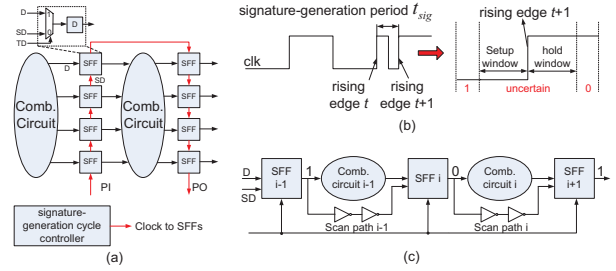 D
SD
TD
1
0
D
SFF
SD
SFF
SFF
SFF
SFF
SFF
SFF
SFF
Comb.
Circuit
Comb.
Circuit
D
PI
PO
signature-
generation cycle
controller
Clock to SFFs
(a)
signature-generation period t_sig
clk
rising
edge t
rising
edge t+1
rising edge t+1
Setup
window
hold
window
1
uncertain
0
(b)
D
SD
SFF
i-1
1
Comb.
circuit i-1
SFF i
0
Comb.
circuit i
SFF
i+1
1
Scan path i-1
Scan path i
(c)